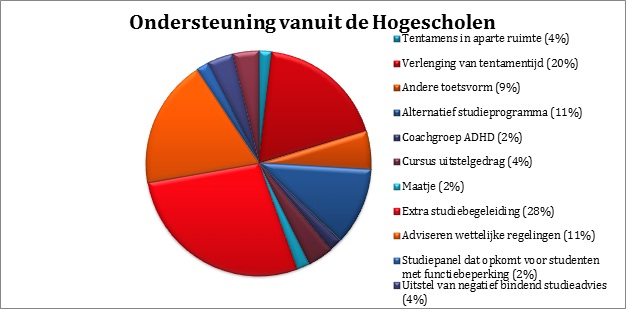 Ondersteuning vanuit de Hogescholen
Tentamens in aparte ruimte (4%)
Verlenging van tentamentijd (20%)
Andere toetsvorm (9%)
Alternatief studieprogramma (11%)
Coachgroep ADHD (2%)
Cursus uitstelgedrag (4%)
Maatje (2%)
Extra studiebegeleiding (28%)
Adviseren wettelijke regelingen (11%)
Studiepanel dat opkomt voor studenten
met functiebeperking (2%)
Uitstel van negatief bindend studieadvies
(4%)